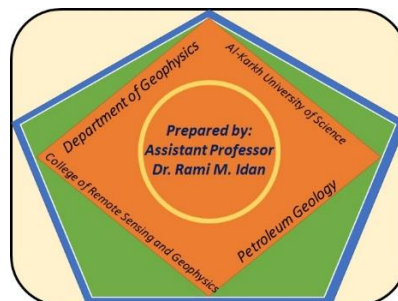 Department of Geophysics
Al-Karkh University of Science
Prepared by:
Assistant Professor
Dr. Rami M. Idan
College of Remote Sensing and Geophysics
Petroleum Geology